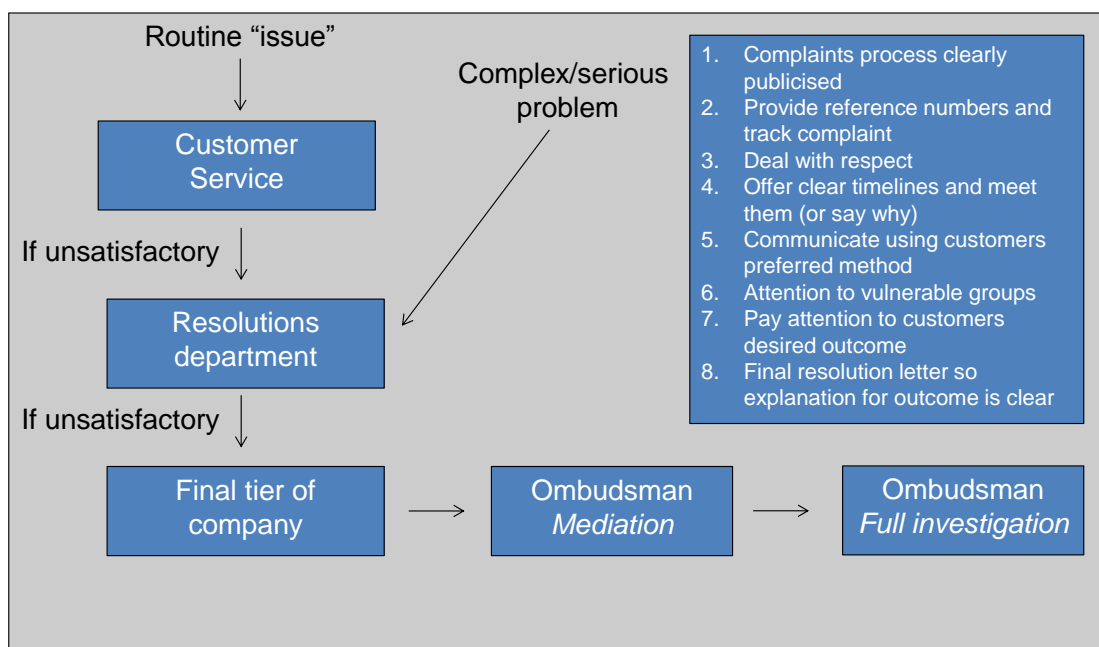 Routine “issue”
Complex/serious
problem
Customer
Service
If unsatisfactory
Resolutions
department
If unsatisfactory
Final tier of
company
Ombudsman
Mediation
Ombudsman
Full investigation
1. Complaints process clearly
publicised
2. Provide reference numbers and
track complaint
3. Deal with respect
4. Offer clear timelines and meet
them (or say why)
5. Communicate using customers
preferred method
6. Attention to vulnerable groups
7. Pay attention to customers
desired outcome
8. Final resolution letter so
explanation for outcome is clear